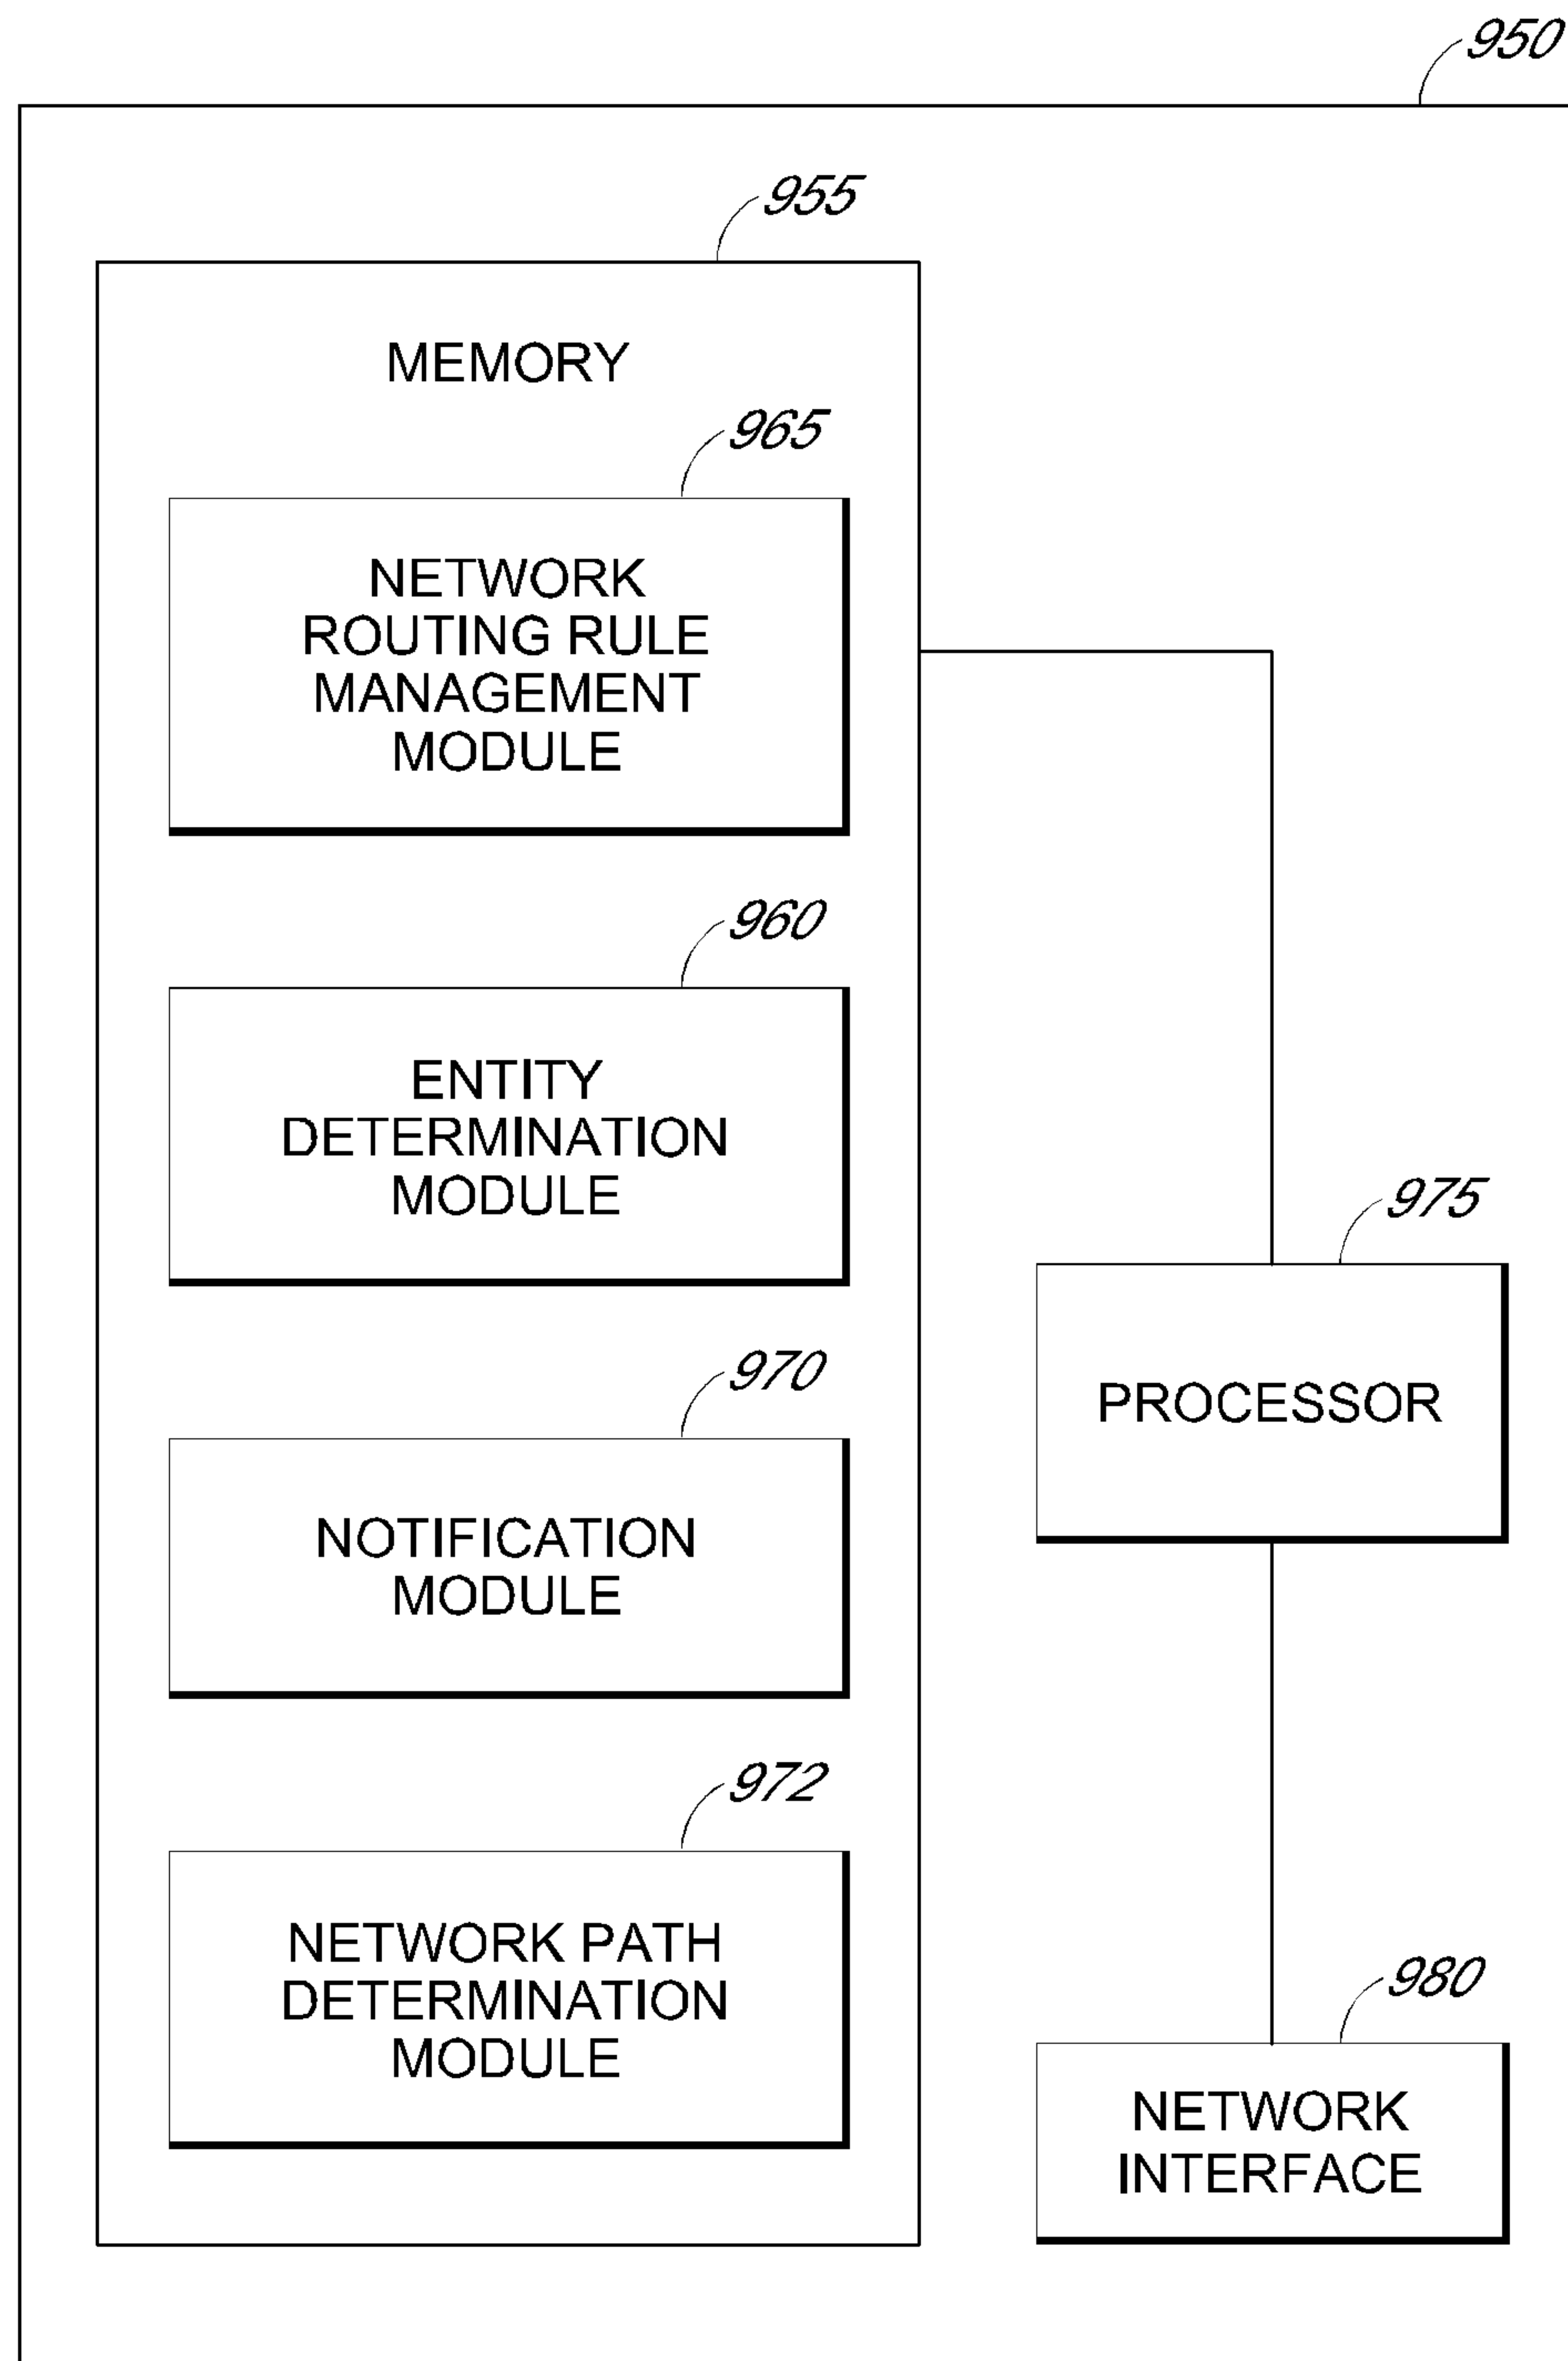 950
955
MEMORY
965
NETWORK
ROUTING RULE
MANAGEMENT
MODULE
960
ENTITY
DETERMINATION
MODULE
970
NOTIFICATION
MODULE
972
NETWORK PATH
DETERMINATION
MODULE
975
PROCESSOR
980
NETWORK
INTERFACE